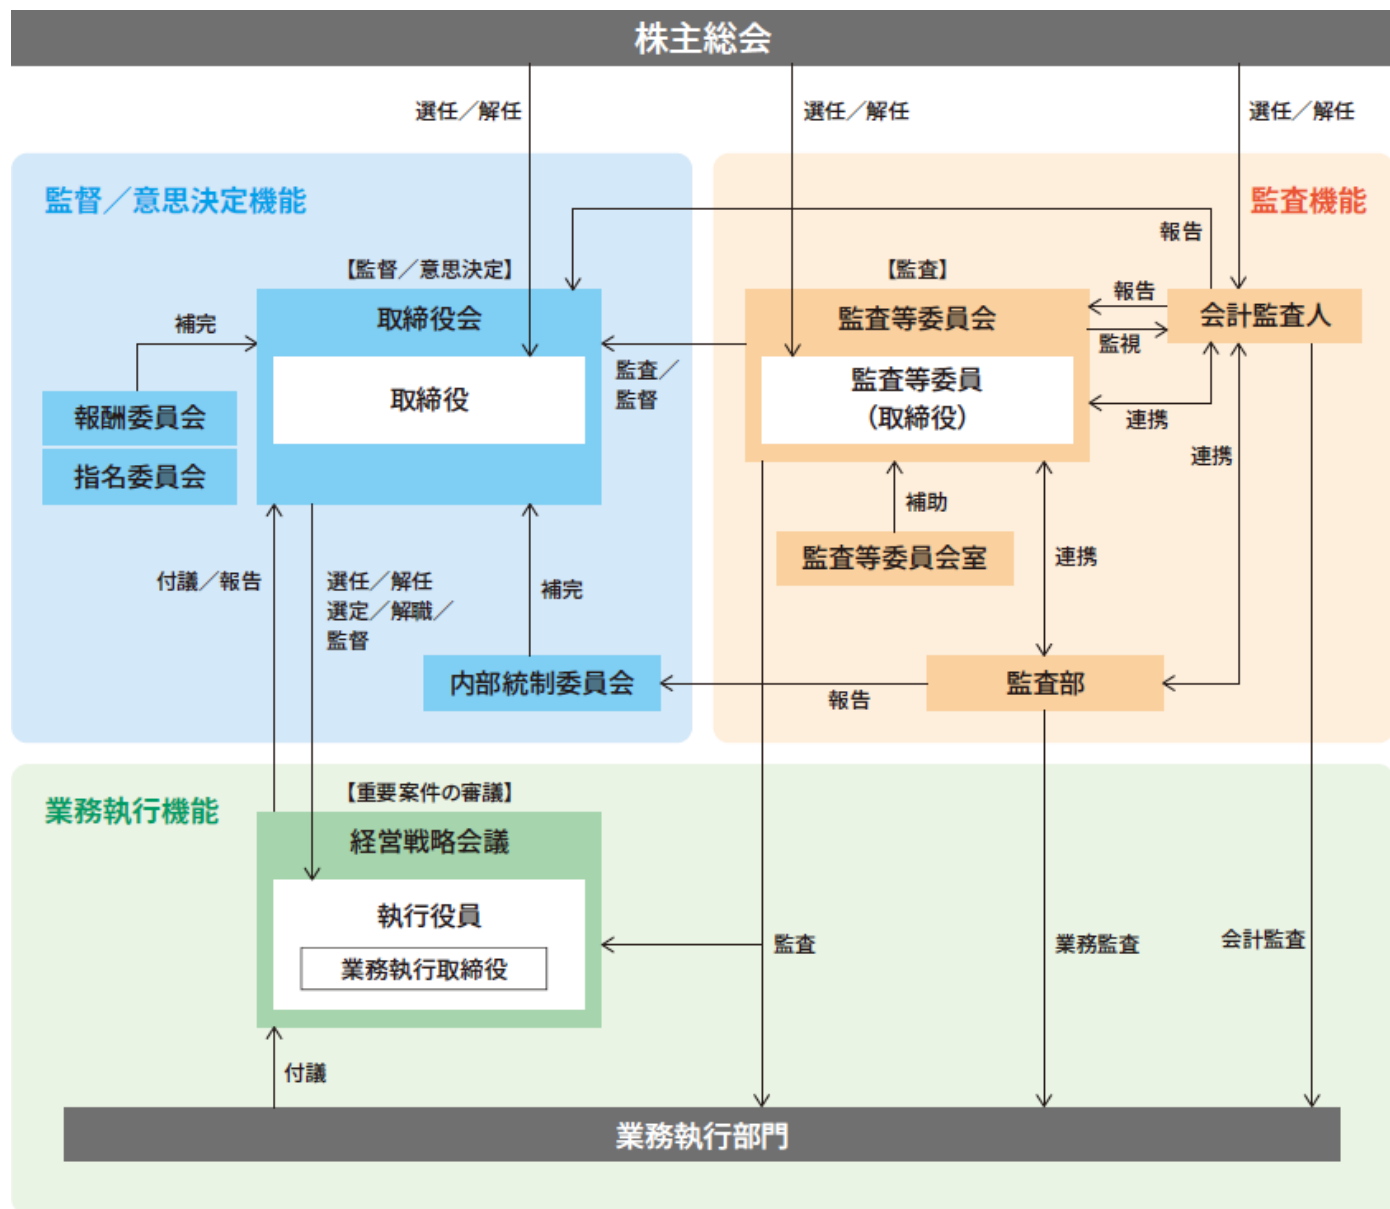 株主総会
選任／解任
選任／解任
選任／解任
監督／意思決定機能
監査機能
報告
【監督／意思決定】
【監査】
取締役会
監査等委員会
報告
会計監査人
補完
監視
監査／
監督
取締役
監査等委員
（取締役）
報酬委員会
連携
指名委員会
連携
補助
監査等委員会室
連携
付議／報告
選任／解任
選定／解職／
監督
補完
内部統制委員会
報告
監査部
業務執行機能
【重要案件の審議】
経営戦略会議
執行役員
業務執行取締役
監査
業務監査
会計監査
付議
業務執行部門